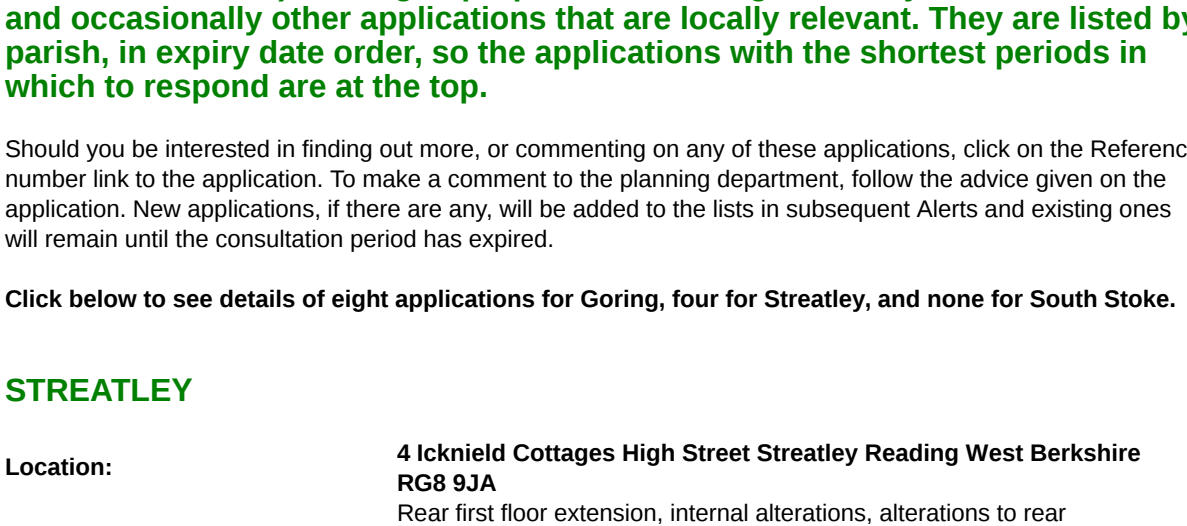 and occasionally other applications that are locally relevant. They are listed by
parish, in expiry date order, so the applications with the shortest periods in
which to respond are at the top.
Should you be interested in finding out more, or commenting on any of these applications, click on the Referenc
number link to the application. To make a comment to the planning department, follow the advice given on the
application. New applications, if there are any, will be added to the lists in subsequent Alerts and existing ones
will remain until the consultation period has expired.
Click below to see details of eight applications for Goring, four for Streatley, and none for South Stoke.
STREATLEY
Location:
4 Icknield Cottages High Street Streatley Reading West Berkshire
RG8 9JA
Rear first floor extension, internal alterations, alterations to rear